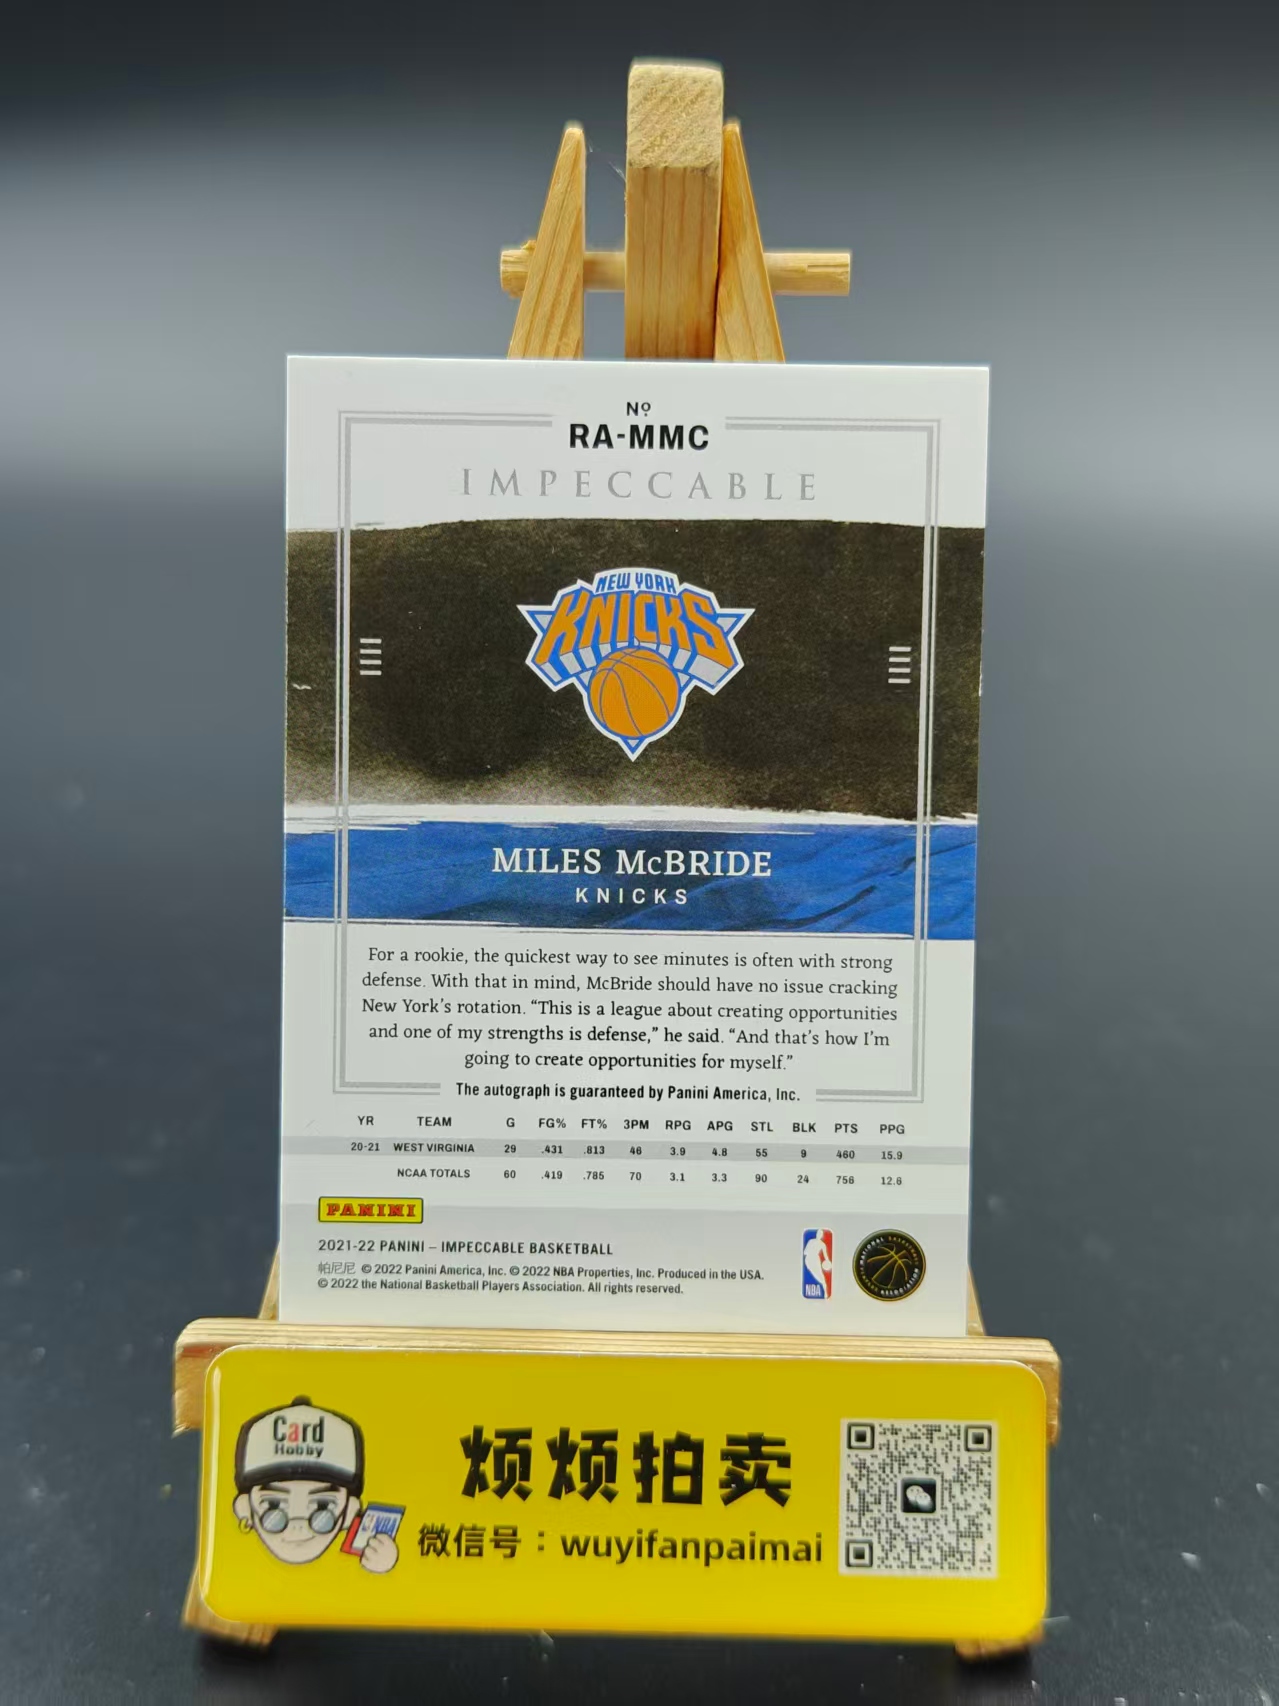 Nº
RA-MMC
IMPECCABLE
NEW YORK
KNICKS
MILES McBRIDE
KNICKS
For a rookie, the quickest way to see minutes is often with strong
defense. With that in mind, McBride should have no issue cracking
New York's rotation. “This is a league about creating opportunities
and one of my strengths is defense,” he said. “And that's how I'm
going to create opportunities for myself.”
The autograph is guaranteed by Panini America, Inc.
YR TEAM G FG% FT% 3PM RPG APG STL BLK PTS PPG
20-21 WEST VIRGINIA 29 .431 .813 46 3.9 4.8 55 9 460 15.9
NCAA TOTALS 60 .419 .785 70 3.1 3.3 90 24 756 12.6
PANINI
2021-22 PANINI – IMPECCABLE BASKETBALL
帕尼尼 © 2022 Panini America, Inc. © 2022 NBA Properties, Inc. Produced in the USA.
© 2022 the National Basketball Players Association. All rights reserved.
NBA
NATIONAL BASKETBALL
ASSOCIATION
Card
Hobby
NBA
烦烦拍卖
微信号：wuyifanpaimai